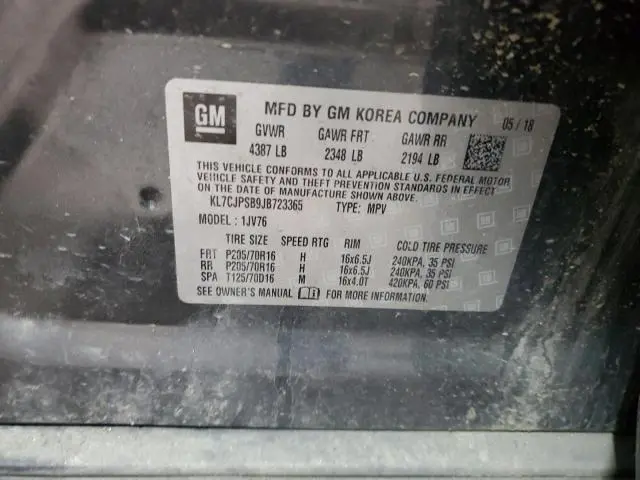 GM MFD BY GM KOREA COMPANY 05/18
GVWR GAWR FRT GAWR RR
4387 LB 2348 LB 2194 LB
THIS VEHICLE CONFORMS TO ALL APPLICABLE U.S. FEDERAL MOTOR
VEHICLE SAFETY AND THEFT PREVENTION STANDARDS IN EFFECT
ON THE DATE OF MANUFACTURE SHOWN ABOVE.
KL7CJPSB9JB723365 TYPE: MPV
MODEL: 1JV76
TIRE SIZE SPEED RTG RIM COLD TIRE PRESSURE
FRT P205/70R16 H 16x6.5J 240KPA, 35 PSI
RR P205/70R16 H 16x6.5J 240KPA, 35 PSI
SPA T125/70D16 M 16x4.0T 420KPA, 60 PSI
SEE OWNER'S MANUAL FOR MORE INFORMATION.